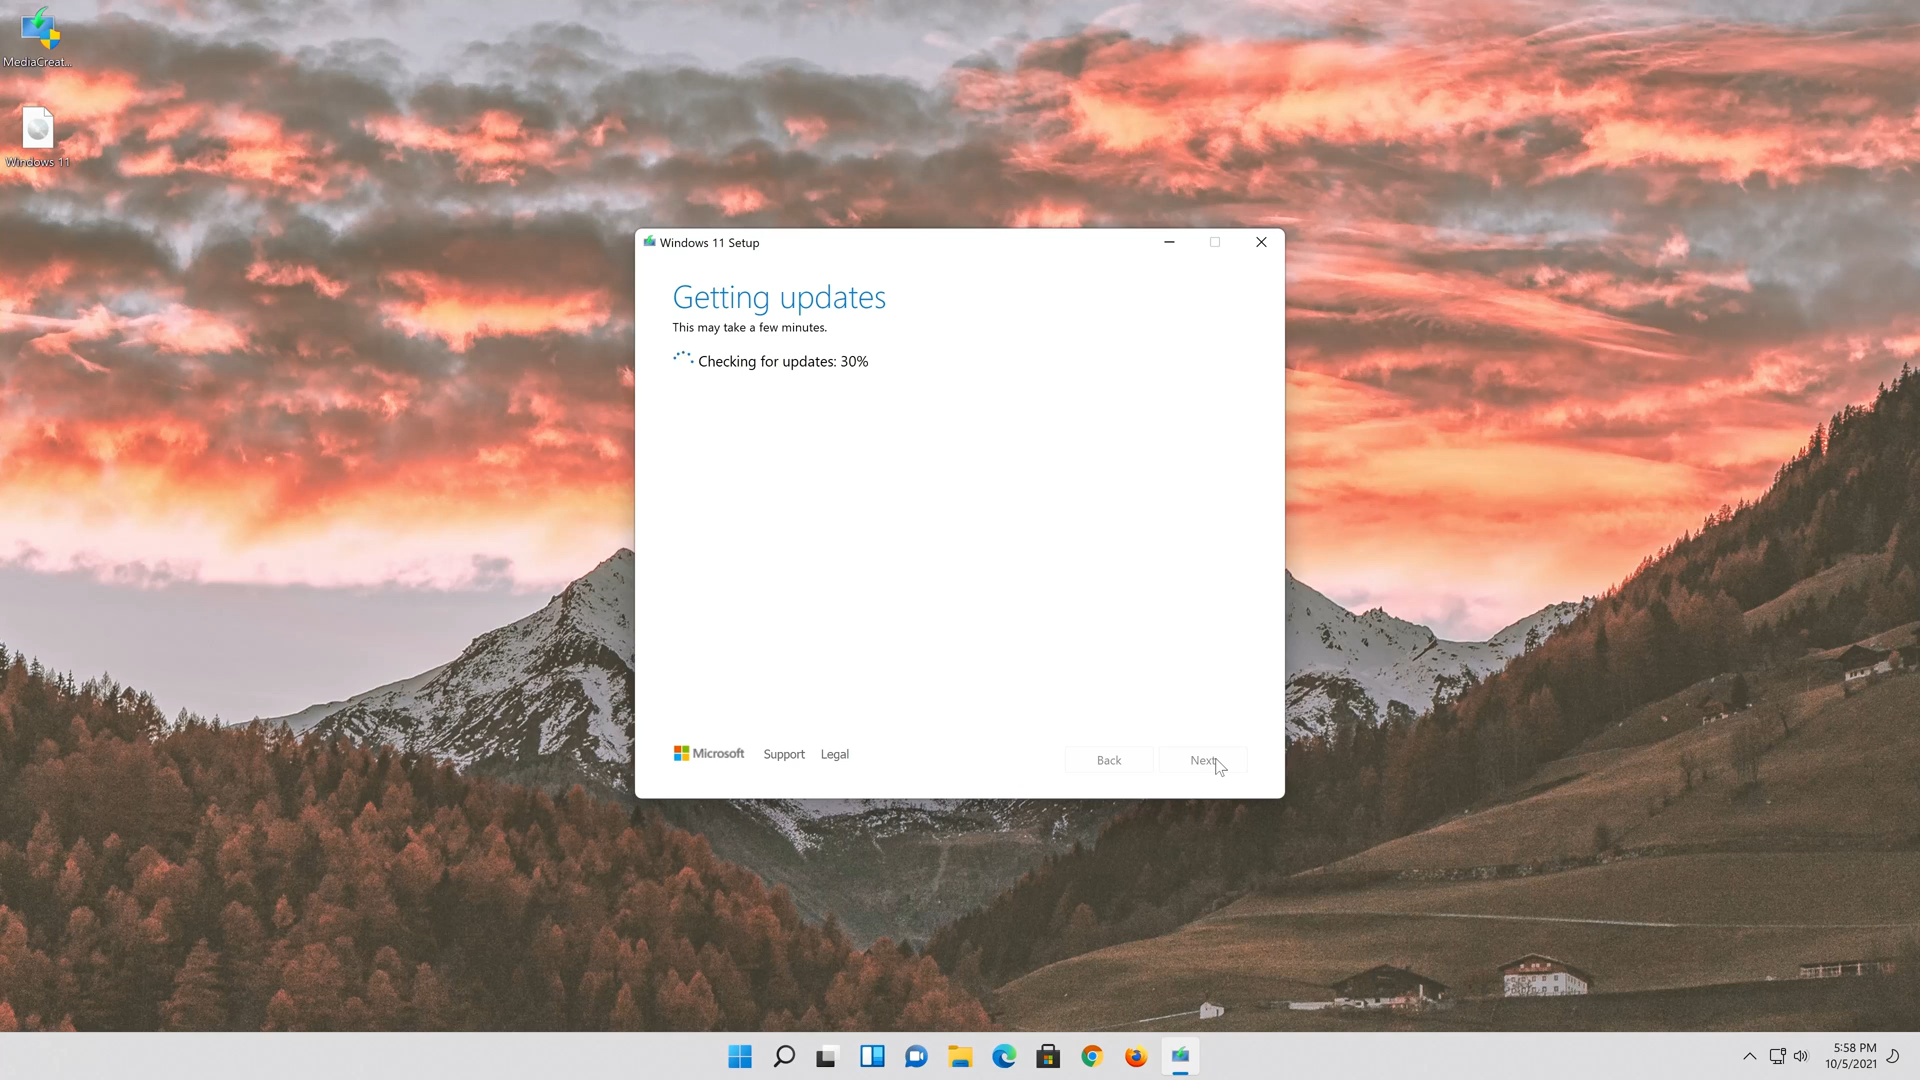 MediaCreat...
Windows 11
Windows 11 Setup
Getting updates
This may take a few minutes.
Checking for updates: 30%
Microsoft
Support
Legal
Back
Next
5:58 PM
10/5/2021